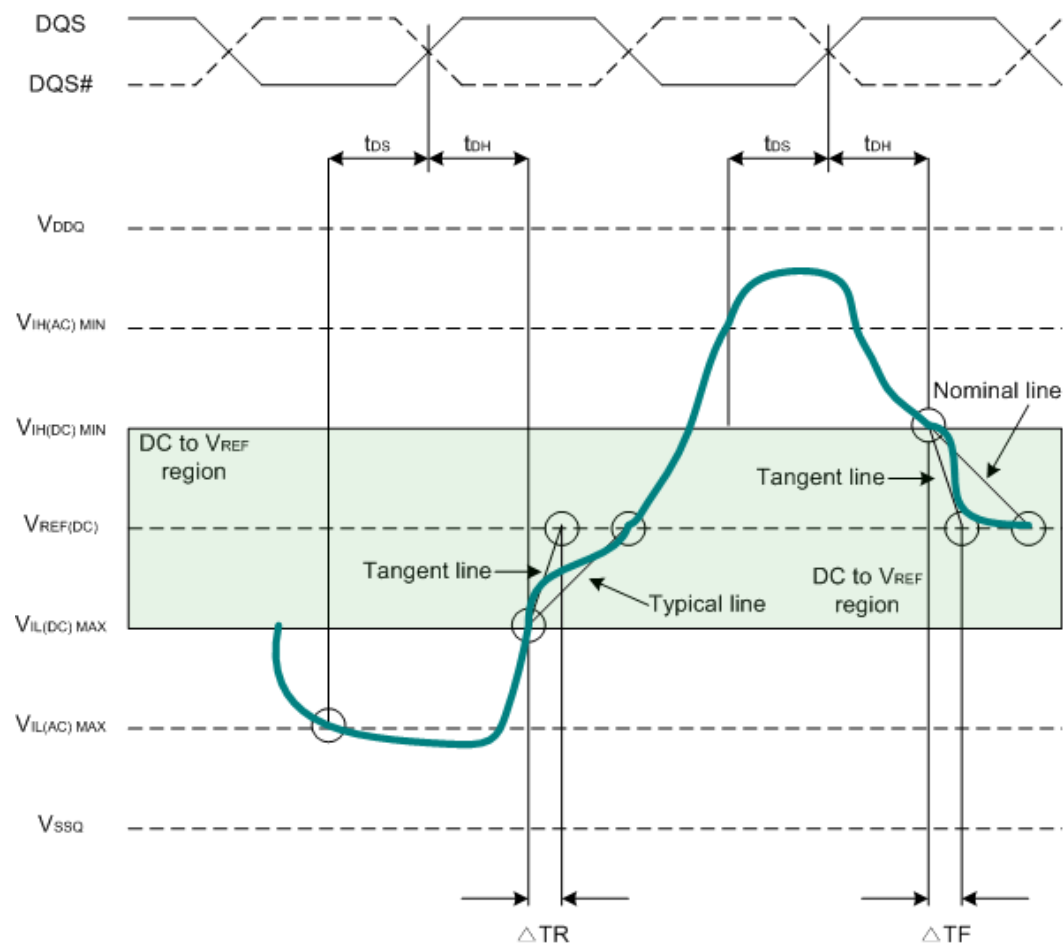 DQS
DQS#
tDS
tDH
tDS
tDH
VDDQ
VIH(AC) MIN
Nominal line
VIH(DC) MIN
DC to VREF
region
Tangent line
VREF(DC)
Tangent line
DC to VREF
region
Typical line
VIL(DC) MAX
VIL(AC) MAX
VSSQ
△TR
△TF